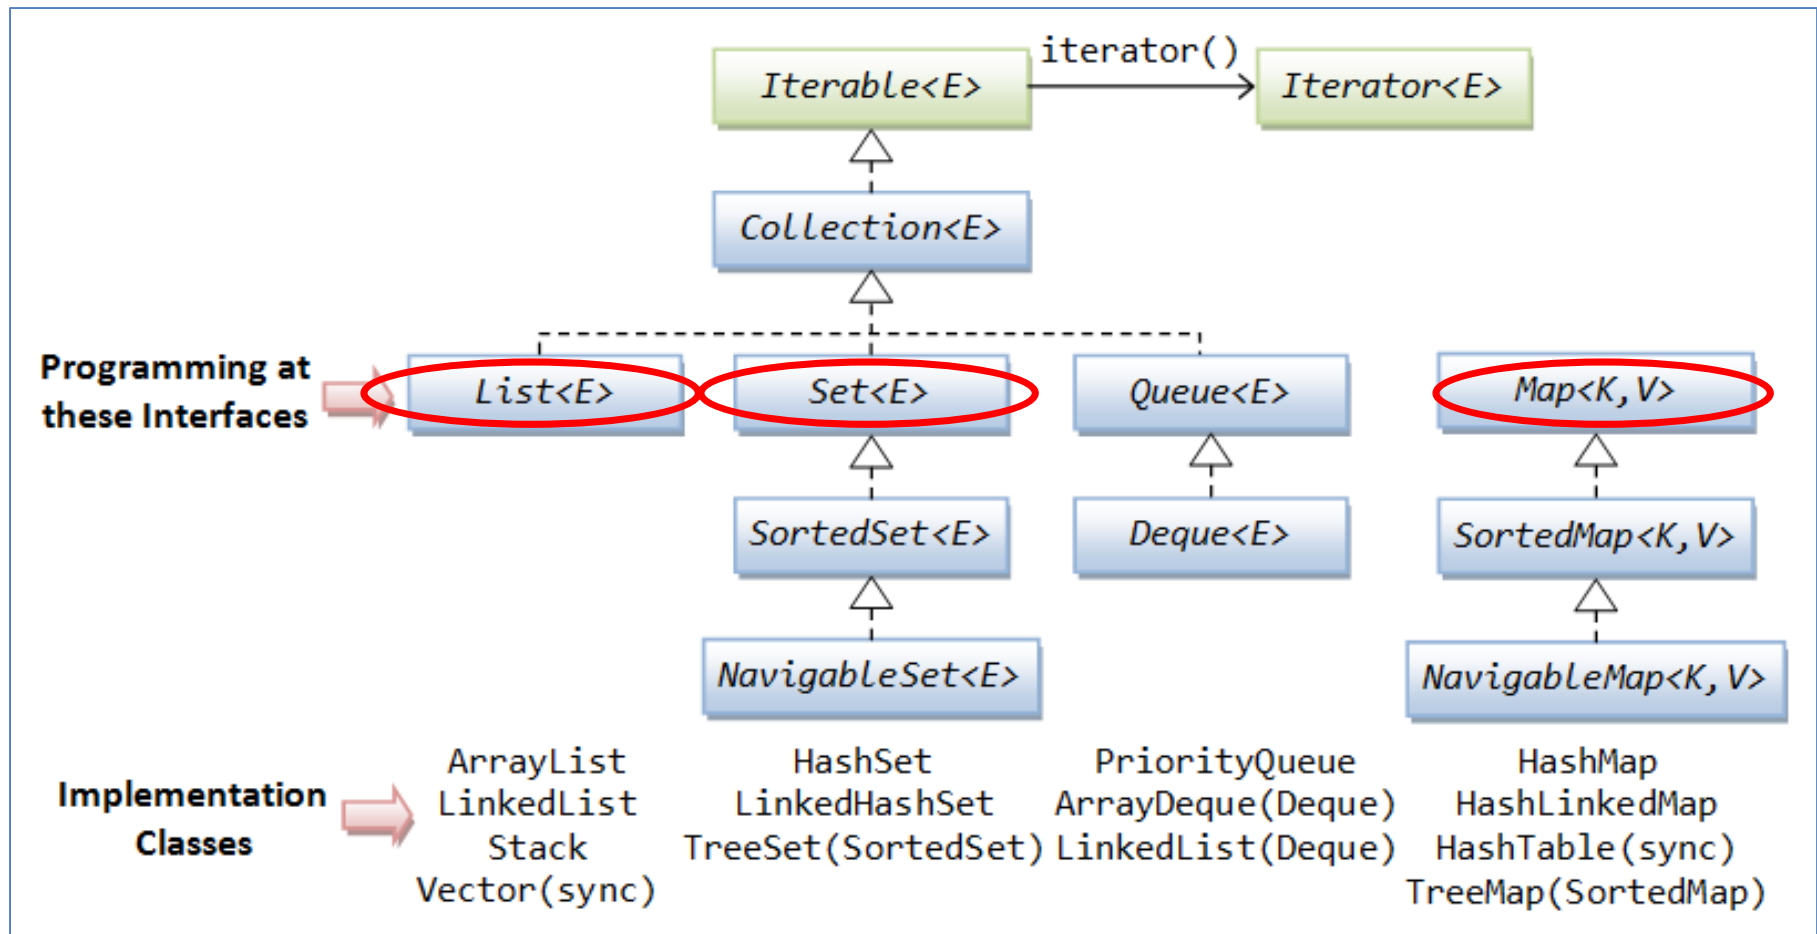 Iterable<E>
iterator()
Iterator<E>
Collection<E>
Programming at
these Interfaces
List<E>
Set<E>
Queue<E>
Map<K,V>
SortedSet<E>
Deque<E>
SortedMap<K,V>
NavigableSet<E>
NavigableMap<K,V>
Implementation
Classes
ArrayList
LinkedList
Stack
Vector(sync)
HashSet
LinkedHashSet
TreeSet(SortedSet)
PriorityQueue
ArrayDeque(Deque)
LinkedList(Deque)
HashMap
HashLinkedMap
HashTable(sync)
TreeMap(SortedMap)